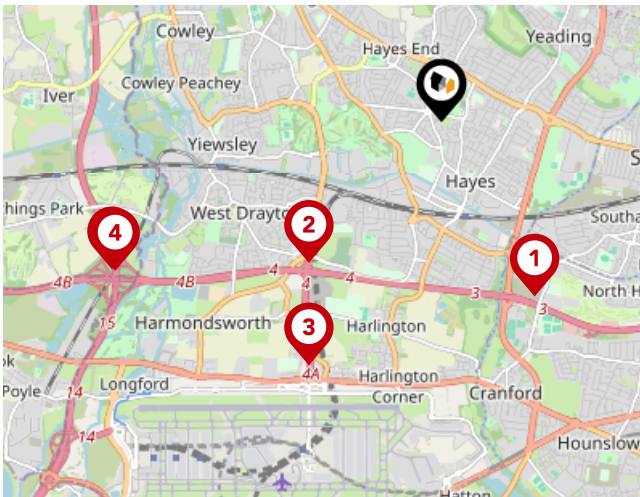 Cowley
Yeading
Hayes End
Cowley Peachey
Iver
Yiewsley
S
Hayes
things Park
West Drayto
Southa
2
4
1
4B
4B
4
4
4
3
3
North H
15
Harmondsworth
3
Harlington
ok
4A
Poyle
14
Longford
Harlington
Corner
Cranford
14
Hounslow
Hatton